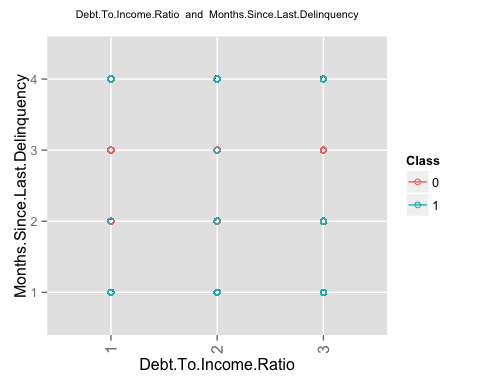 Debt.To.Income.Ratio and Months.Since.Last.Delinquency
Months.Since.Last.Delinquency
4
3
2
1
1
2
3
Debt.To.Income.Ratio
Class
0
1